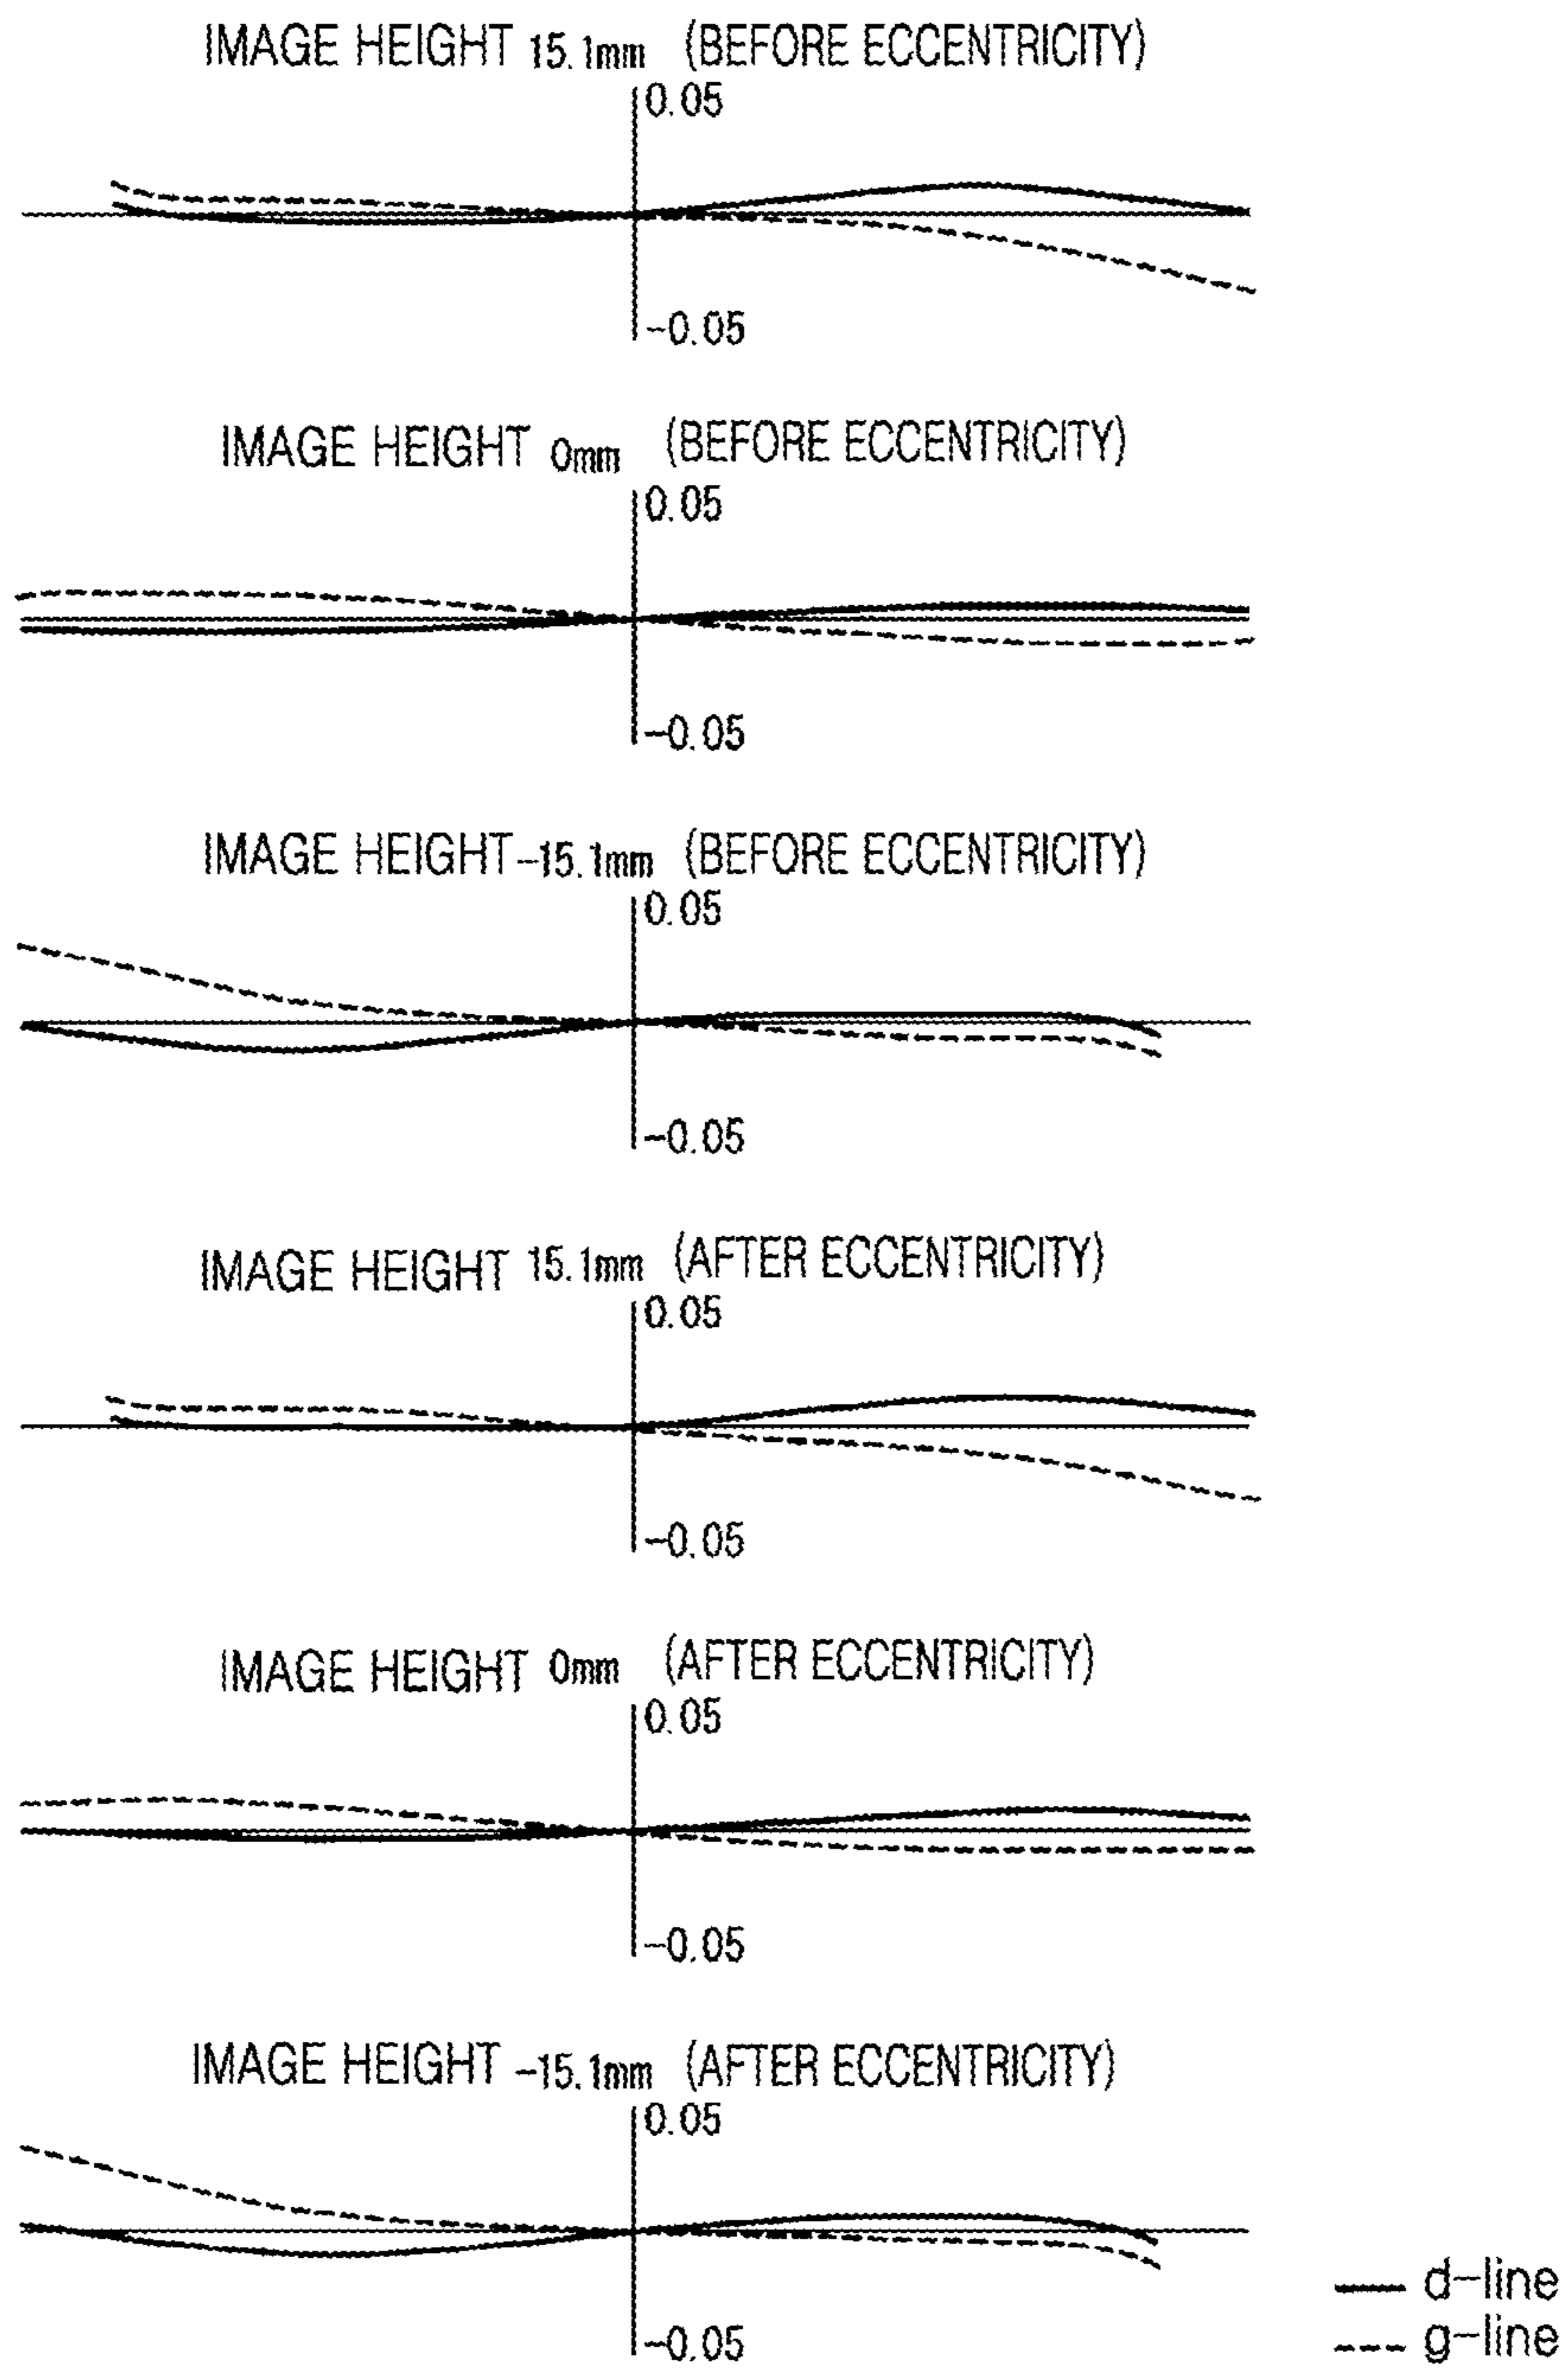 IMAGE HEIGHT 15.1mm (BEFORE ECCENTRICITY)
0.05
-0.05
IMAGE HEIGHT 0mm (BEFORE ECCENTRICITY)
0.05
-0.05
IMAGE HEIGHT -15.1mm (BEFORE ECCENTRICITY)
0.05
-0.05
IMAGE HEIGHT 15.1mm (AFTER ECCENTRICITY)
0.05
-0.05
IMAGE HEIGHT 0mm (AFTER ECCENTRICITY)
0.05
-0.05
IMAGE HEIGHT -15.1mm (AFTER ECCENTRICITY)
0.05
-0.05
d-line
g-line